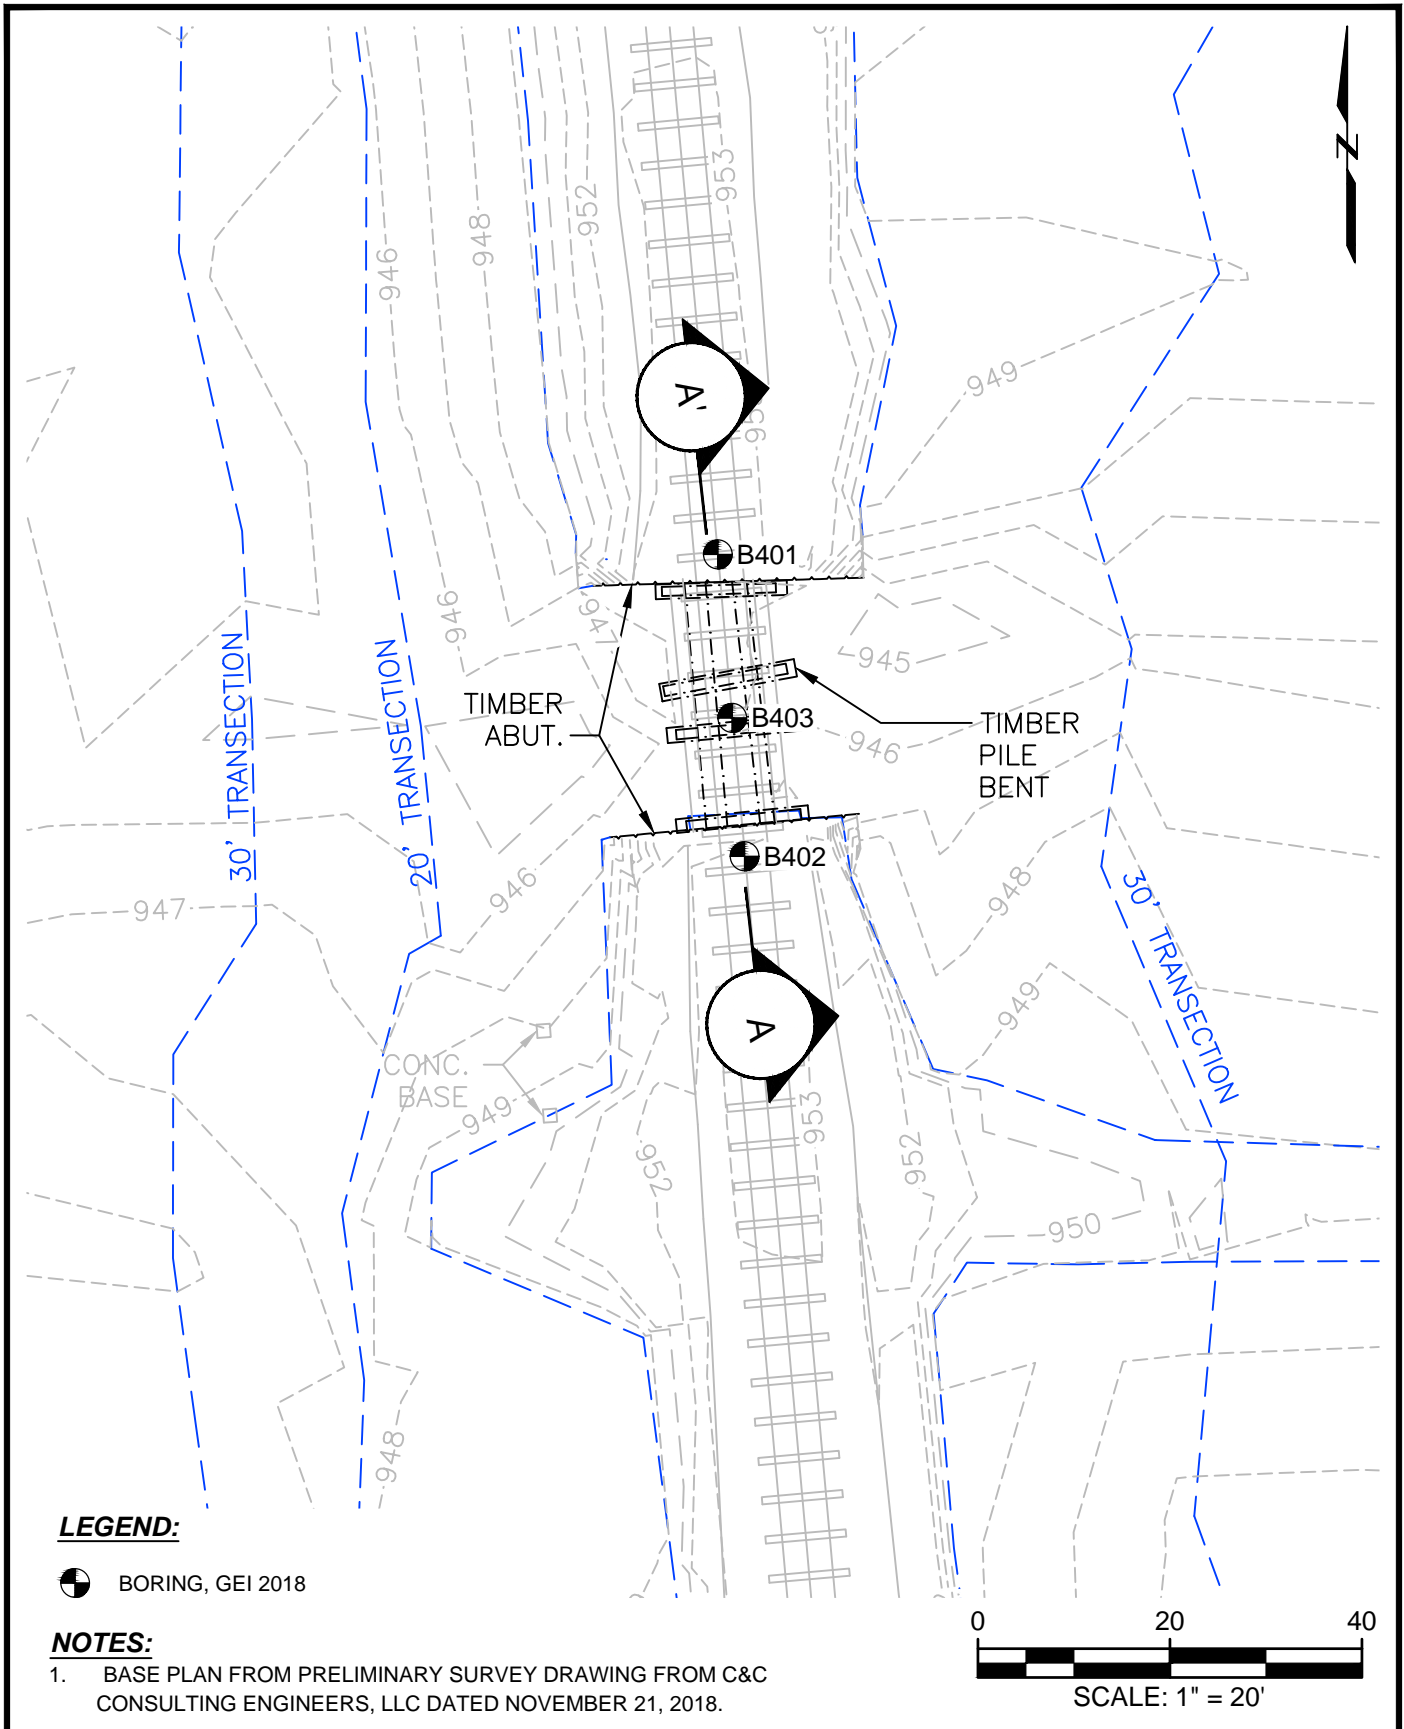 953
952
948
946
Z
949
A'
B401
947
946
945
30' TRANSECTION
20' TRANSECTION
TIMBER
ABUT.
B403
946
TIMBER
PILE
BENT
B402
946
948
947
30' TRANSECTION
949
A
CONC.
BASE
949
953
952
952
950
948
LEGEND:
BORING, GEI 2018
NOTES:
1. BASE PLAN FROM PRELIMINARY SURVEY DRAWING FROM C&C
CONSULTING ENGINEERS, LLC DATED NOVEMBER 21, 2018.
0 20 40
SCALE: 1" = 20'